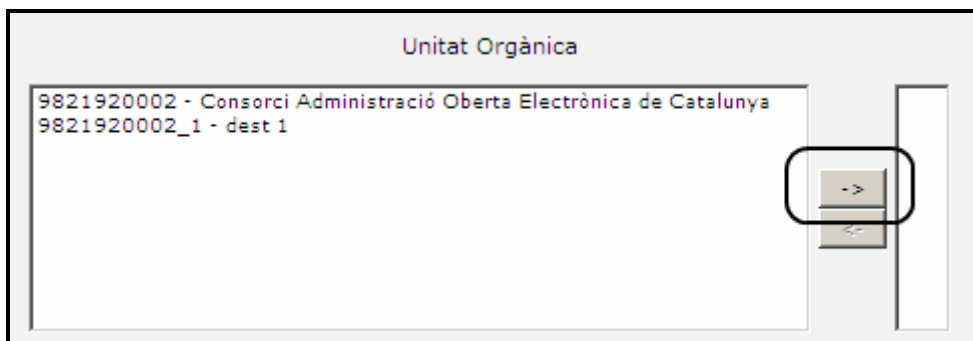 Unitat Orgànica
9821920002 - Consorci Administració Oberta Electrònica de Catalunya
9821920002_1 - dest 1
->
<-